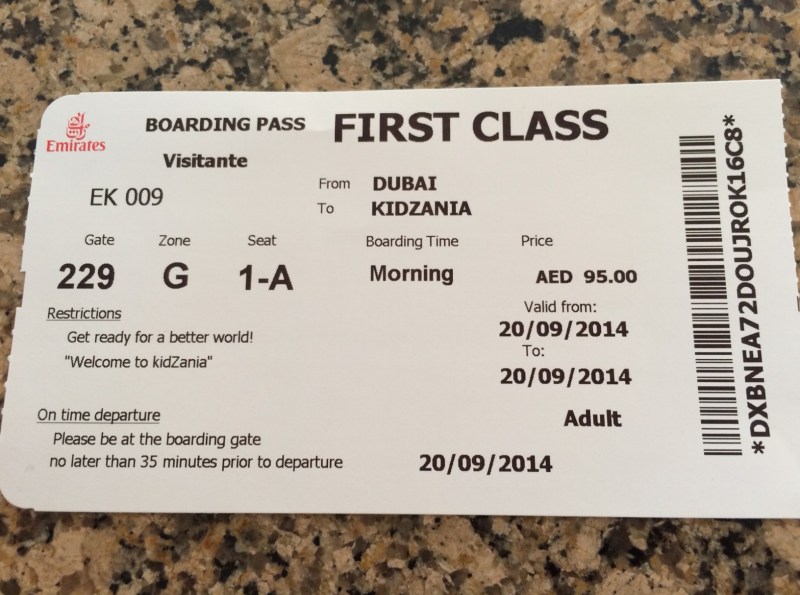 Emirates
BOARDING PASS
FIRST CLASS
Visitante
EK 009
From DUBAI
To KIDZANIA
Gate Zone Seat Boarding Time Price
229 G 1-A Morning AED 95.00
Restrictions
Get ready for a better world!
"Welcome to kidZania"
Valid from:
20/09/2014
To:
20/09/2014
On time departure
Please be at the boarding gate
no later than 35 minutes prior to departure
Adult
20/09/2014
*DXBNEA72DOUJROK16C8*